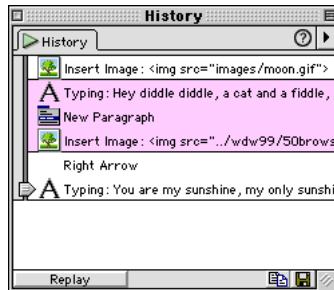 History
History
Insert Image: <img src="images/moon.gif">
A Typing: Hey diddle diddle, a cat and a fiddle,
New Paragraph
Insert Image: <img src="../wdw99/50brows
Right Arrow
A Typing: You are my sunshine, my only sunshi
Replay